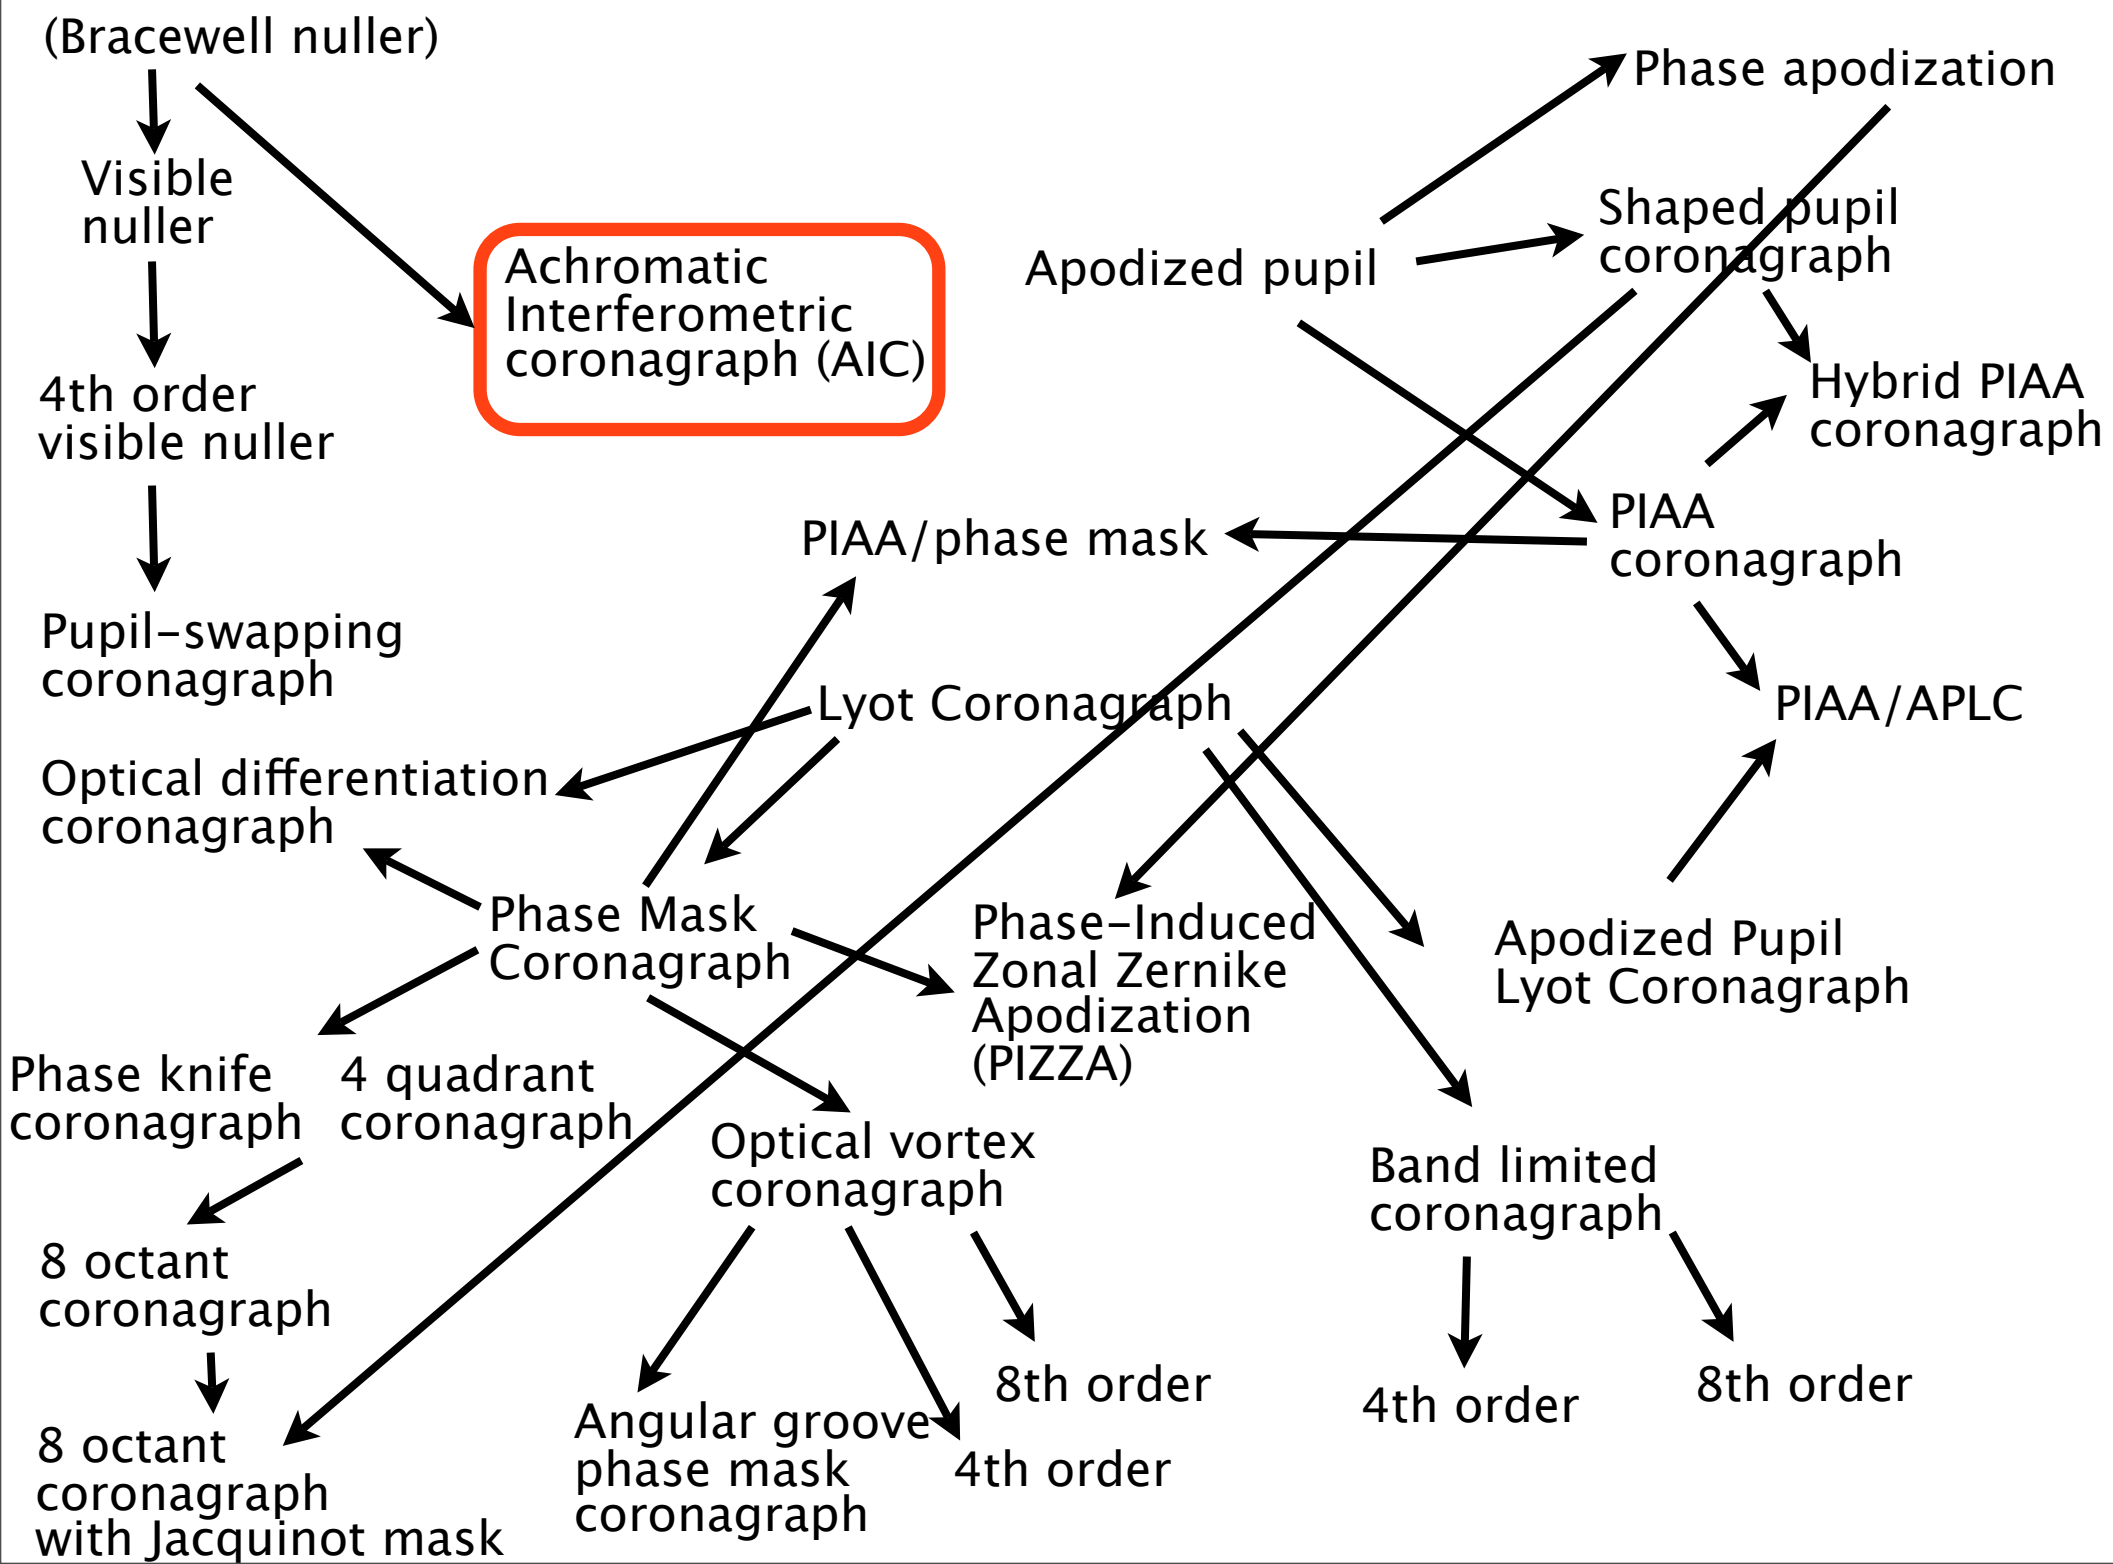 (Bracewell nuller)
Phase apodization
Visible
nuller
Shaped pupil
coronagraph
Achromatic
Interferometric
coronagraph (AIC)
Apodized pupil
4th order
visible nuller
Hybrid PIAA
coronagraph
PIAA/phase mask
PIAA
coronagraph
Pupil–swapping
coronagraph
Lyot Coronagraph
PIAA/APLC
Optical differentiation
coronagraph
Phase Mask
Coronagraph
Phase–Induced
Zonal Zernike
Apodization
(PIZZA)
Apodized Pupil
Lyot Coronagraph
Phase knife
coronagraph
4 quadrant
coronagraph
Optical vortex
coronagraph
Band limited
coronagraph
8 octant
coronagraph
8th order
4th order
8th order
Angular groove
phase mask
coronagraph
4th order
8 octant
coronagraph
with Jacquinot mask